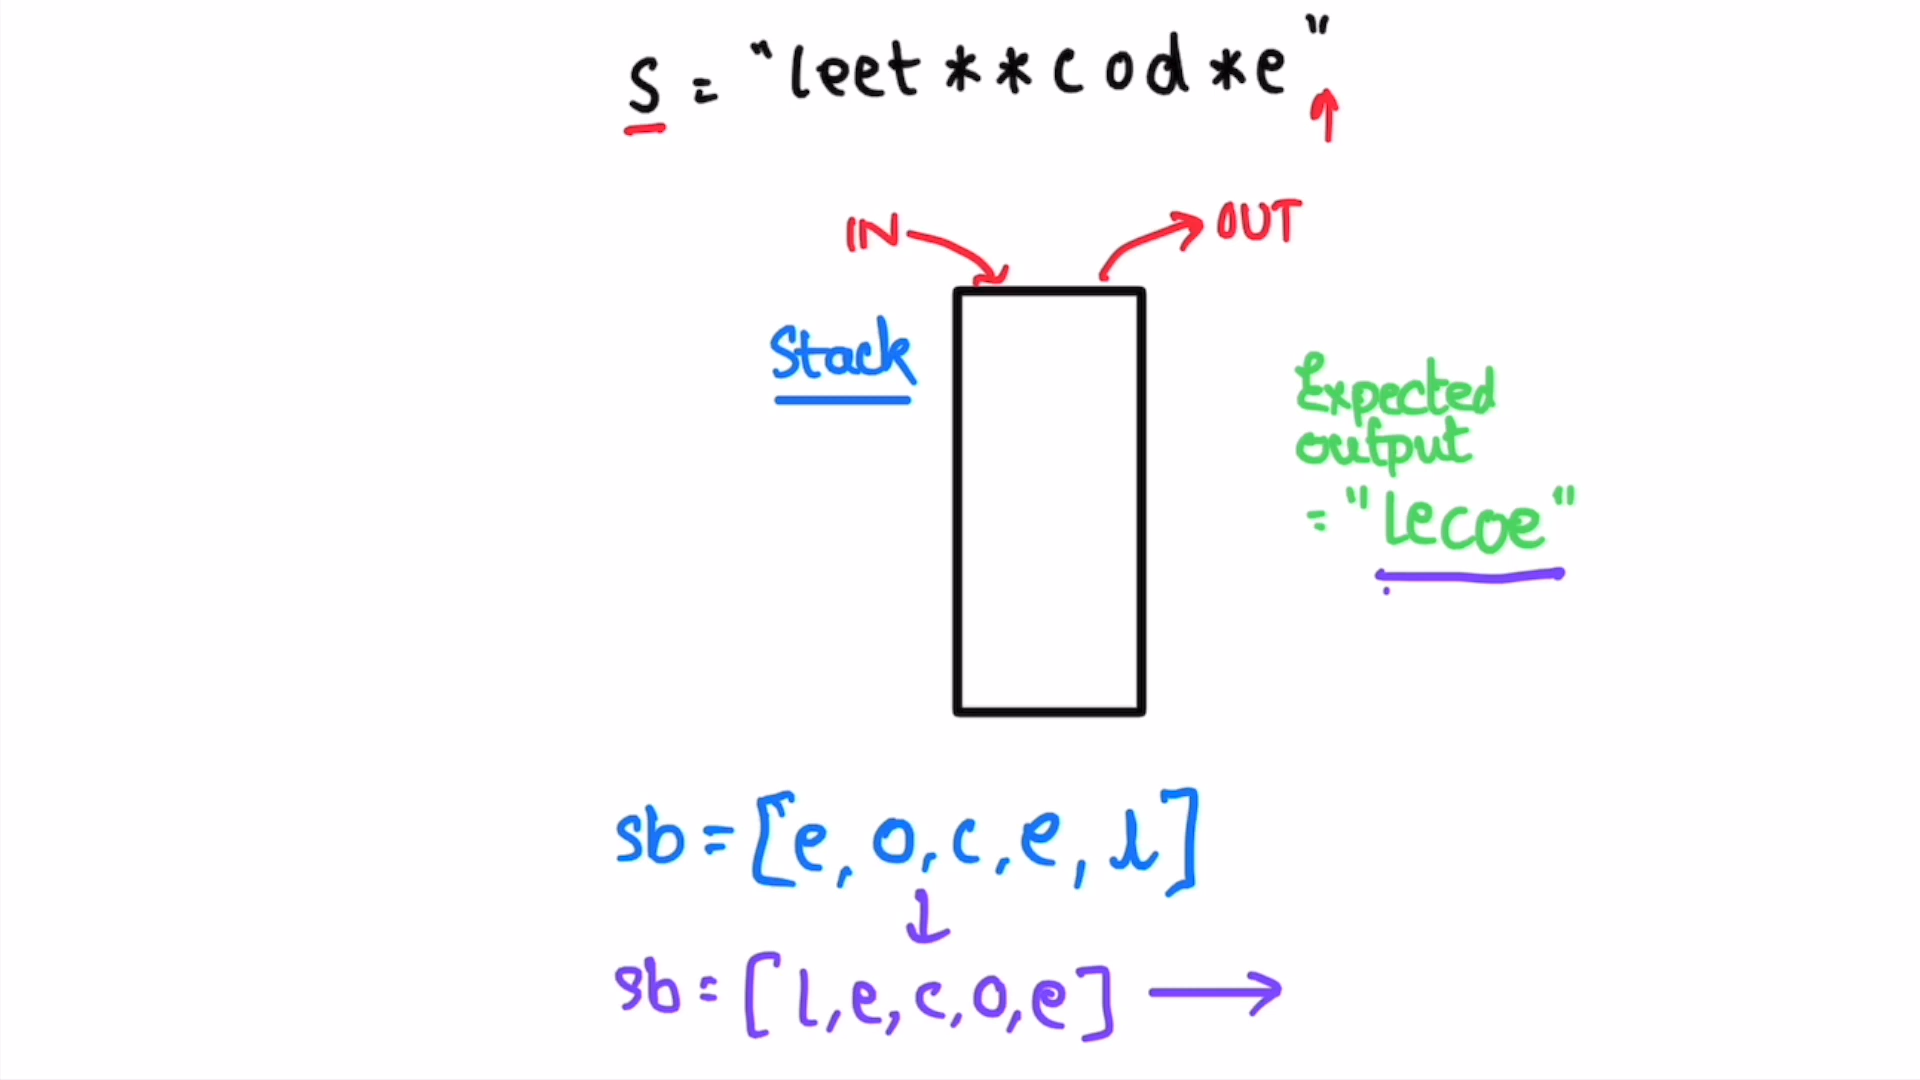 S = "leet**cod*e"
IN OUT
Stack
Expected
output
= "lecoe"
sb = [e, o, c, e, l]
sb = [l, e, c, o, e]